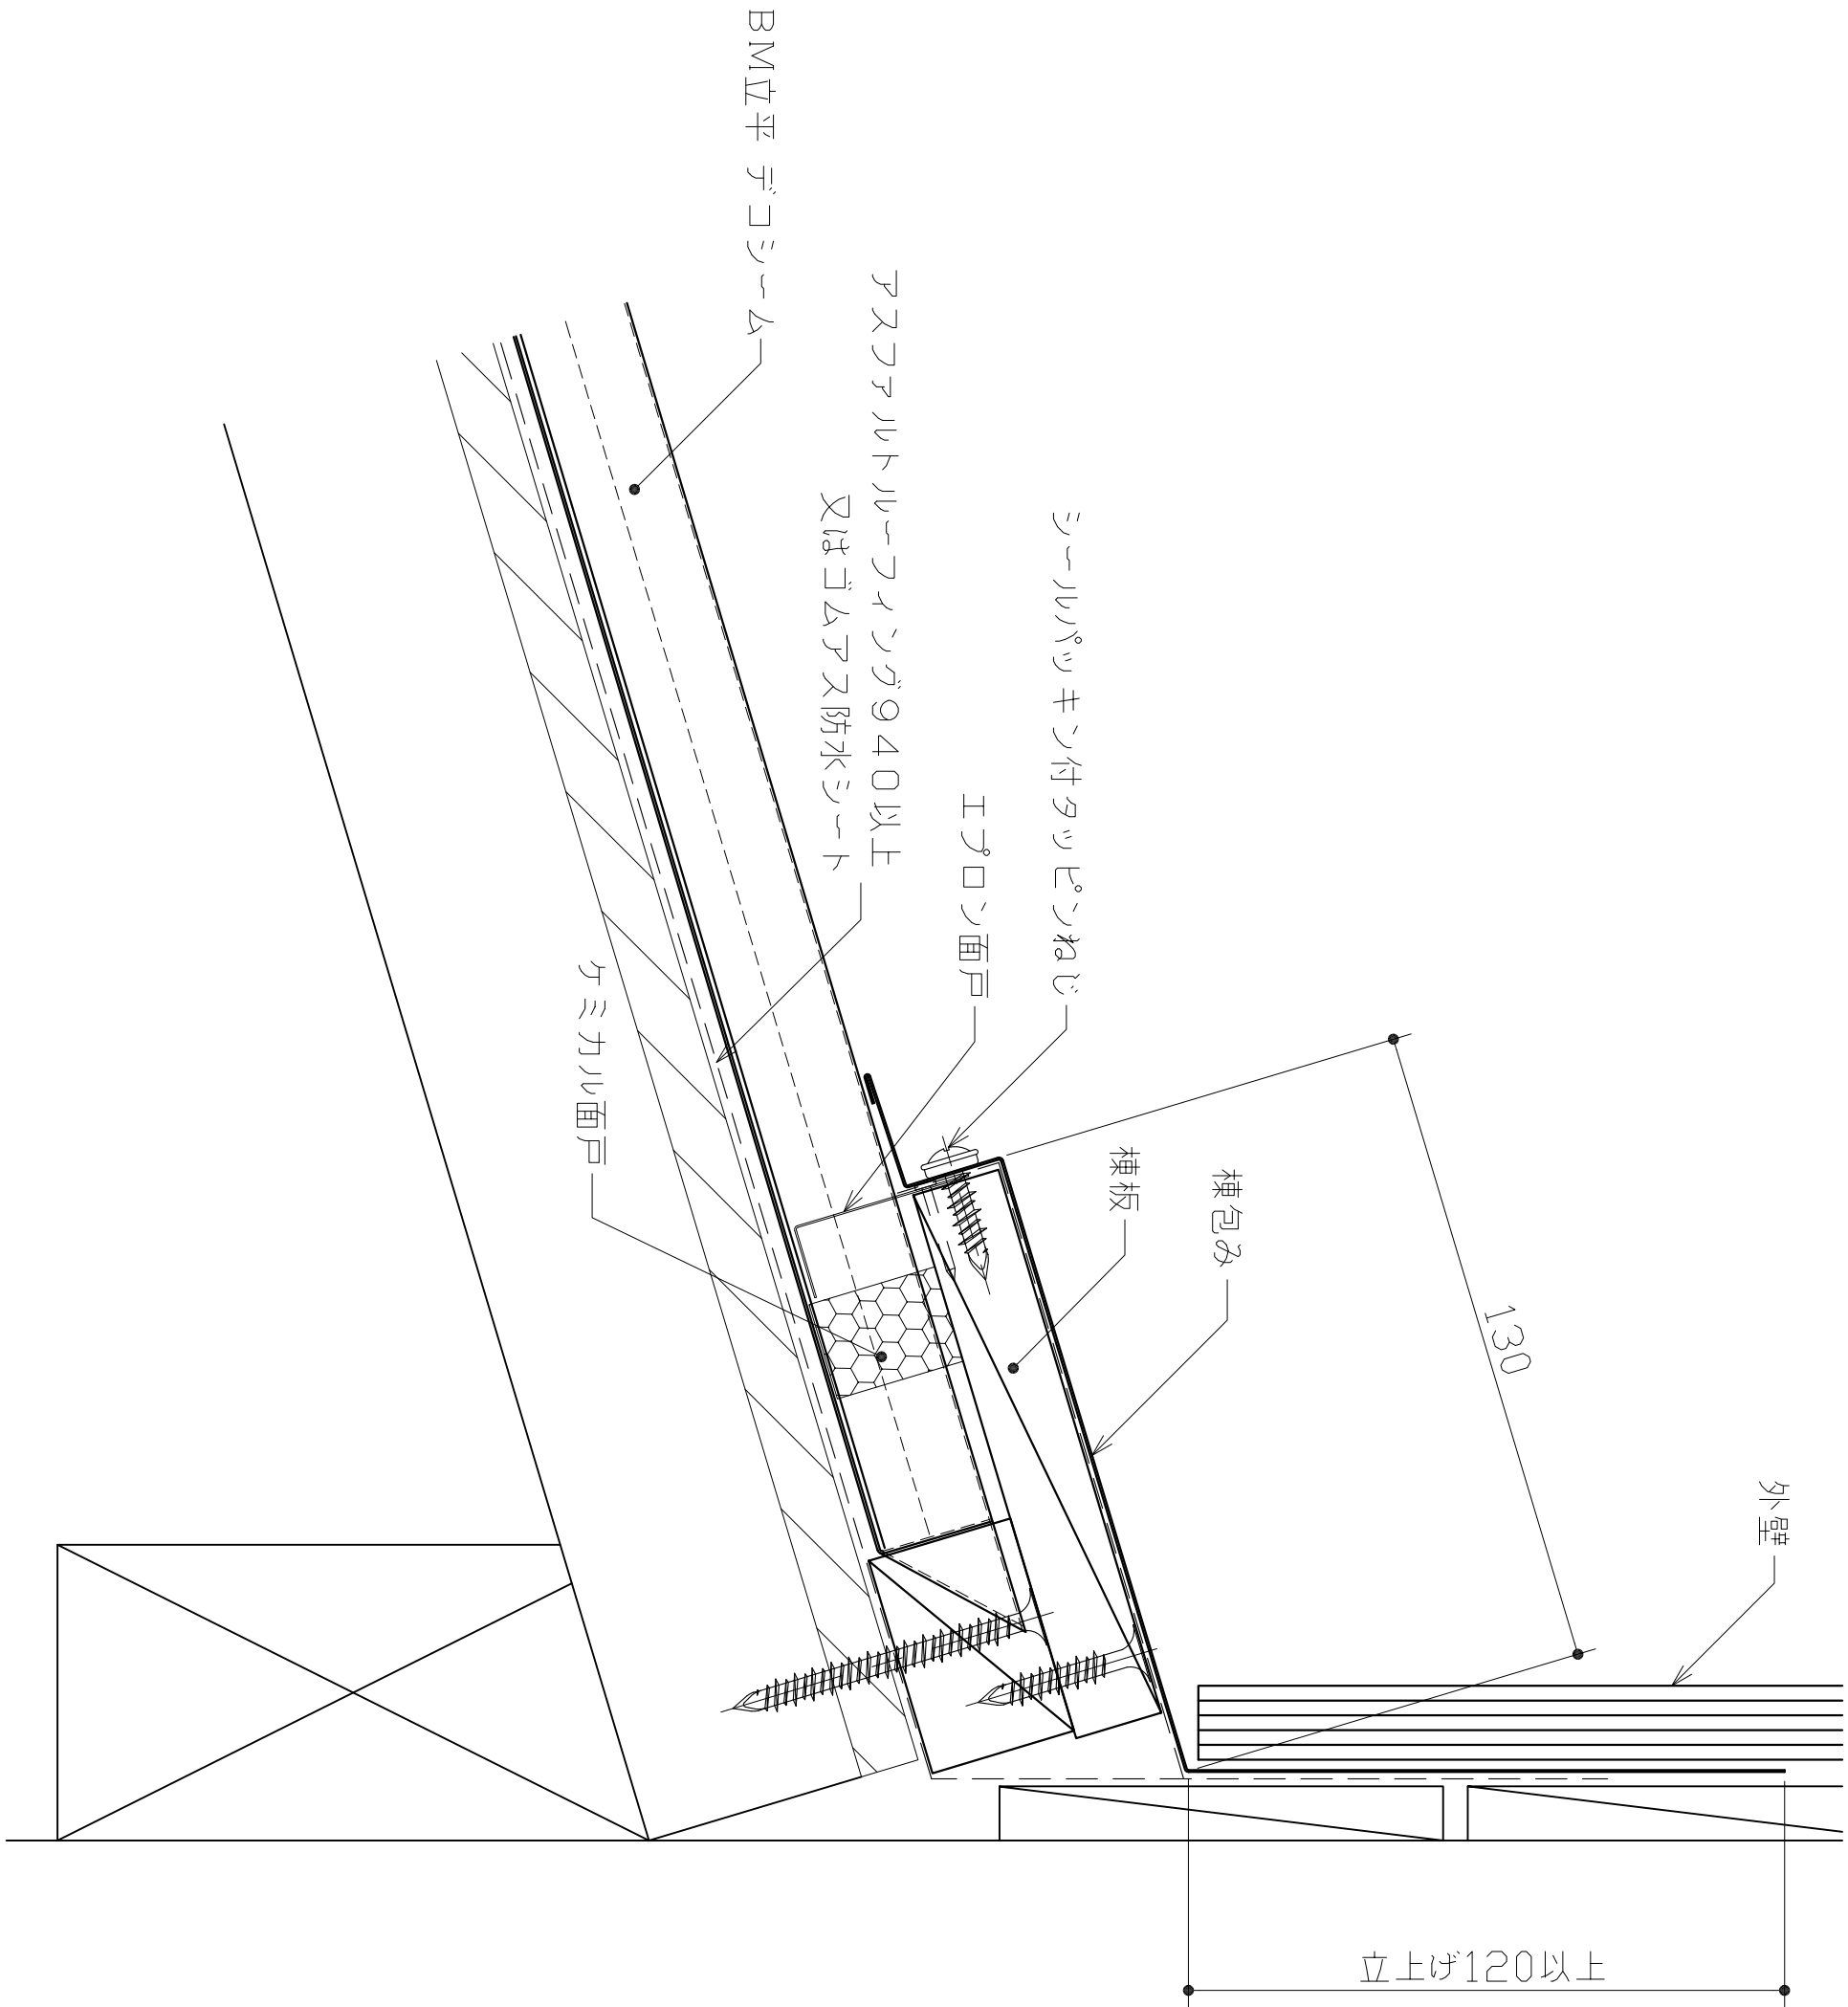 BM立平 デコシーム
アスファルトルーフィング940以上
又はゴムアス防水シート
シールパッキン付タッピンねじ
エプロン面戸
ケミカル面戸
棟板
棟包み
130
外壁
立上げ120以上